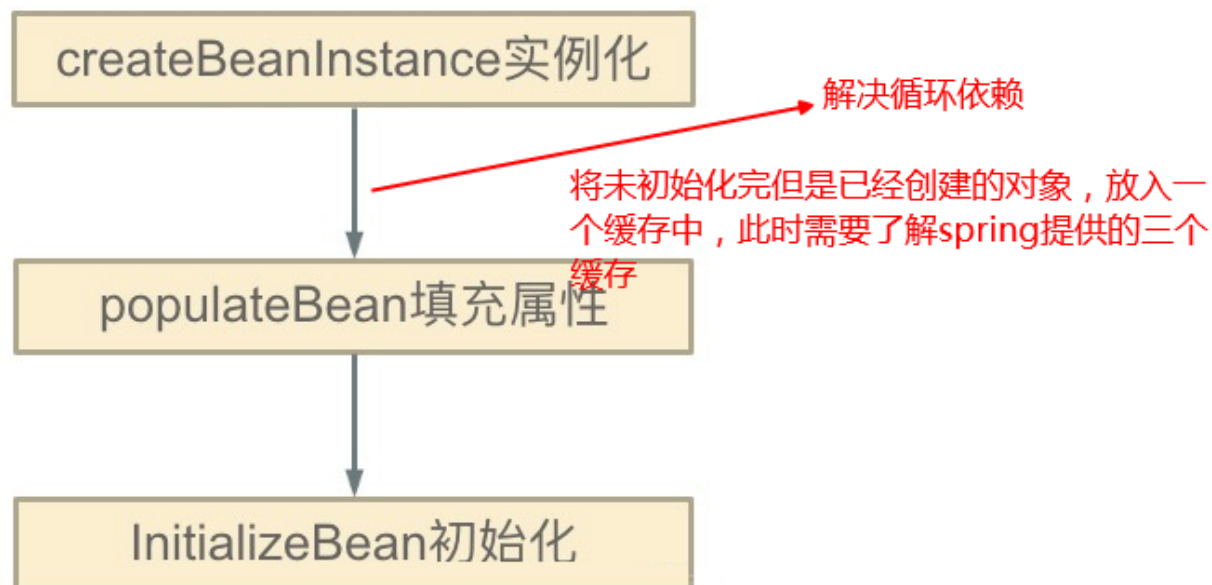 createBeanInstance实例化
解决循环依赖
将未初始化完但是已经创建的对象，放入一
个缓存中，此时需要了解spring提供的三个
缓存
populateBean填充属性
InitializeBean初始化